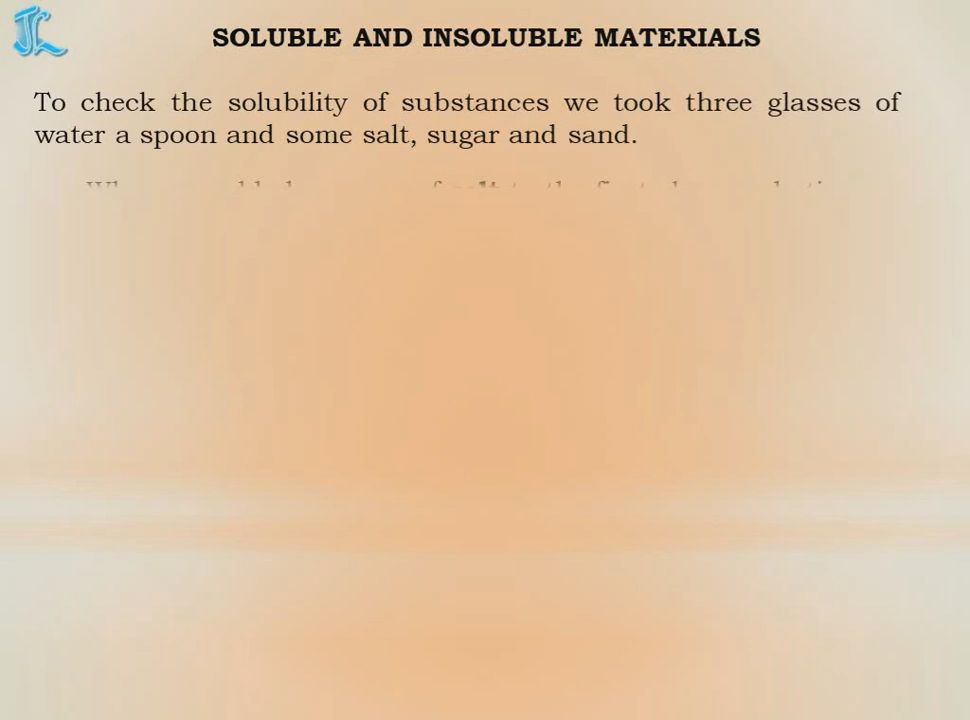 SOLUBLE AND INSOLUBLE MATERIALS
To check the solubility of substances we took three glasses of
water a spoon and some salt, sugar and sand.